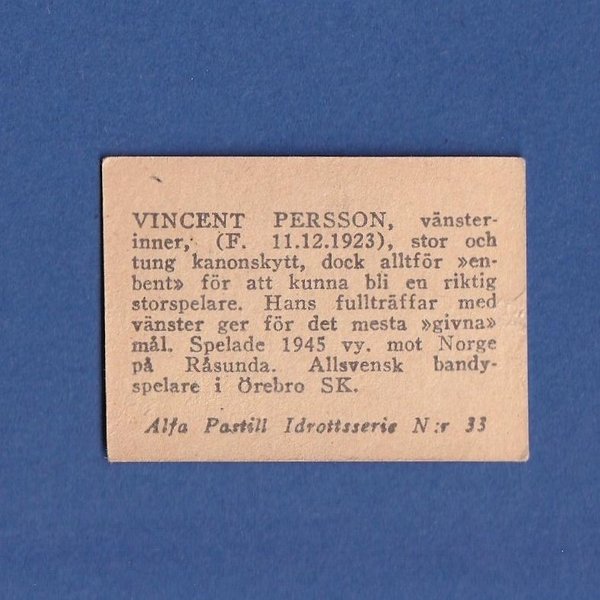 VINCENT PERSSON, vänster-
inner, (F. 11.12.1923), stor och
tung kanonskytt, dock alltför »en-
bent» för att kunna bli en riktig
storspelare. Hans fullträffar med
vänster ger för det mesta »givna»
mål. Spelade 1945 vy. mot Norge
på Råsunda. Allsvensk bandy-
spelare i Örebro SK.
Alfa Pastill Idrottsserie N:r 33